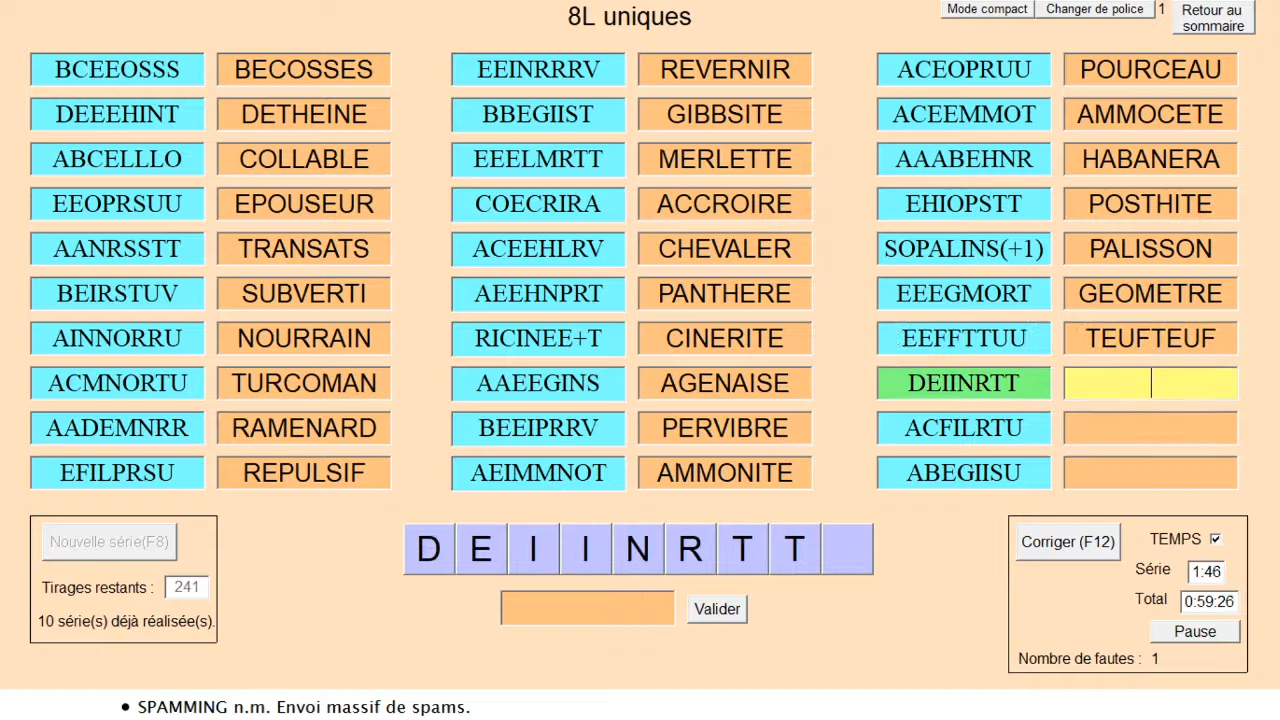 8L uniques
Mode compact
Changer de police
1
Retour au
sommaire
BCEEOSSS BECOSSES EEINRRRV REVERNIR ACEOPRUU POURCEAU
DEEEHINT DETHEINE BBEGIIST GIBBSITE ACEEMMOT AMMOCETE
ABCELLLO COLLABLE EEELMRTT MERLETTE AAABEHNR HABANERA
EEOPRSUU EPOUSEUR COECRIRA ACCROIRE EHIOPSTT POSTHITE
AANRSSTT TRANSATS ACEEHLRV CHEVALER SOPALINS(+1) PALISSON
BEIRSTUV SUBVERTI AEEHNPRT PANTHERE EEEGMORT GEOMETRE
AINNORRU NOURRAIN RICINEE+T CINERITE EEFFTTUU TEUFTEUF
ACMNORTU TURCOMAN AAEEGINS AGENAISE DEIINRTT
AADEMNRR RAMENARD BEEIPRRV PERVIBRE ACFILRTU
EFILPRSU REPULSIF AEIMMNOT AMMONITE ABEGIISU
Nouvelle série(F8)
Tirages restants : 241
10 série(s) déjà réalisée(s).
D E I I N R T T
Valider
Corriger (F12)
TEMPS
Série 1:46
Total 0:59:26
Pause
Nombre de fautes : 1
• SPAMMING n.m. Envoi massif de spams.